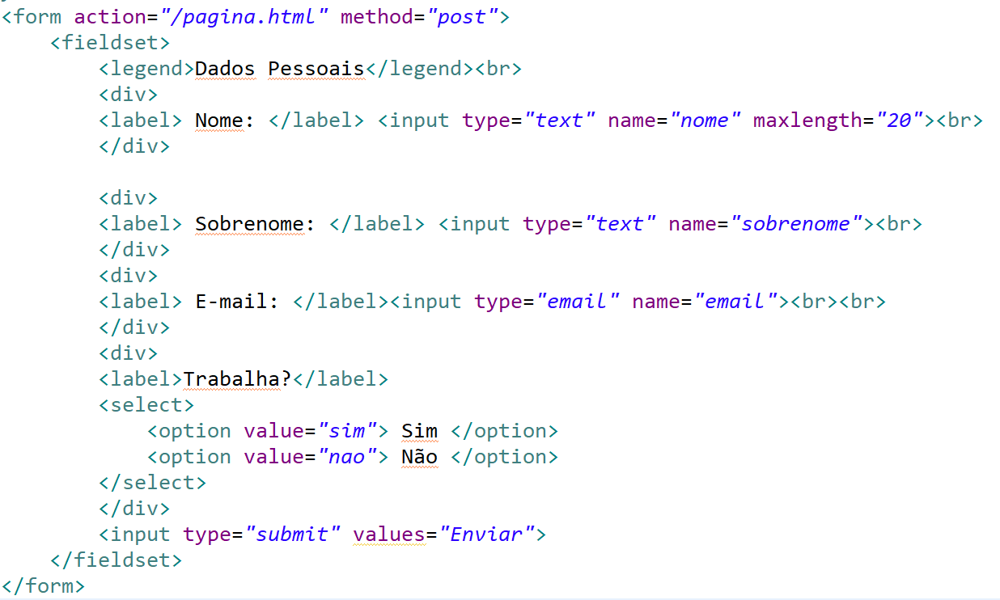 <form action="/pagina.html" method="post">
<fieldset>
<legend>Dados Pessoais</legend><br>
<div>
<label> Nome: </label> <input type="text" name="nome" maxlength="20"><br>
</div>
<div>
<label> Sobrenome: </label> <input type="text" name="sobrenome"><br>
</div>
<div>
<label> E-mail: </label><input type="email" name="email"><br><br>
</div>
<div>
<label>Trabalha?</label>
<select>
<option value="sim"> Sim </option>
<option value="nao"> Não </option>
</select>
</div>
<input type="submit" values="Enviar">
</fieldset>
</form>